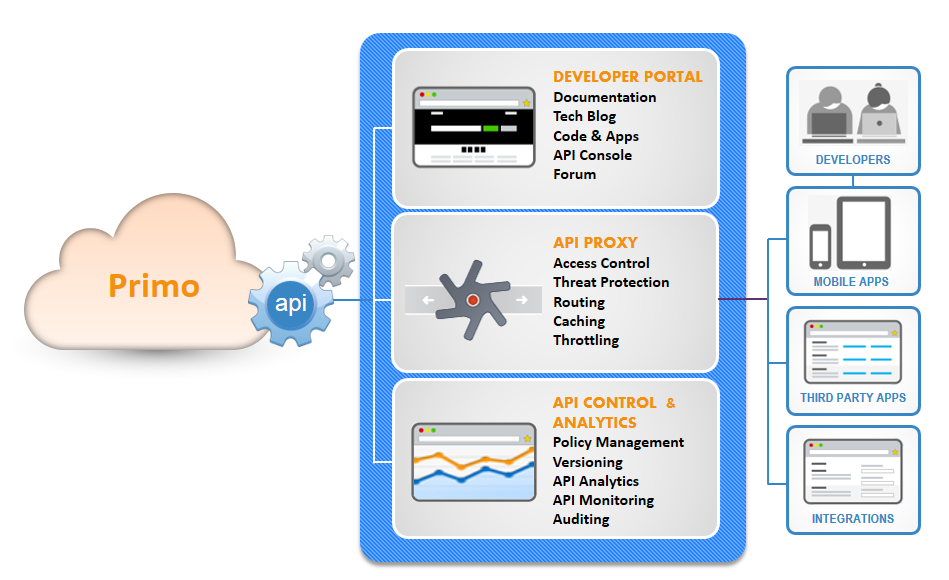 Primo
api
DEVELOPER PORTAL
Documentation
Tech Blog
Code & Apps
API Console
Forum
API PROXY
Access Control
Threat Protection
Routing
Caching
Throttling
API CONTROL &
ANALYTICS
Policy Management
Versioning
API Analytics
API Monitoring
Auditing
DEVELOPERS
MOBILE APPS
THIRD PARTY APPS
INTEGRATIONS